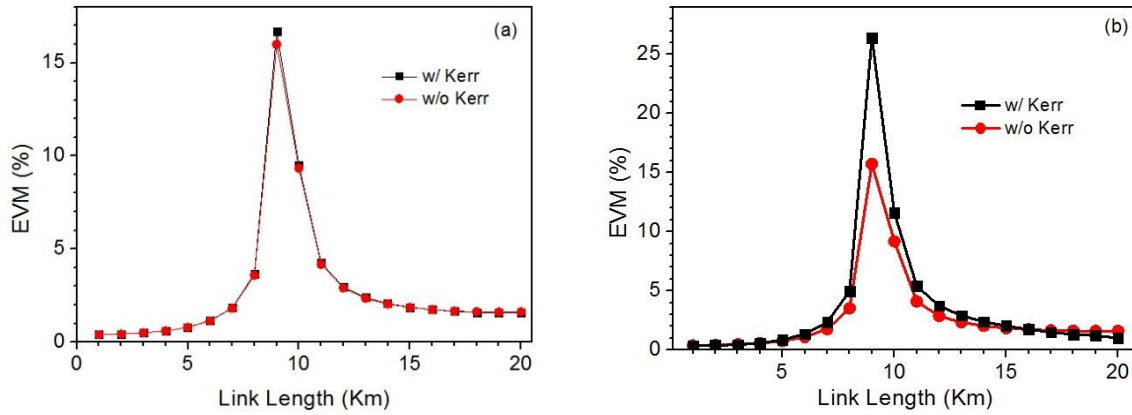 (a)
w/ Kerr
w/o Kerr
EVM (%)
15
10
5
0
0 5 10 15 20
Link Length (Km)
(b)
w/ Kerr
w/o Kerr
EVM (%)
25
20
15
10
5
0
5 10 15 20
Link Length (Km)